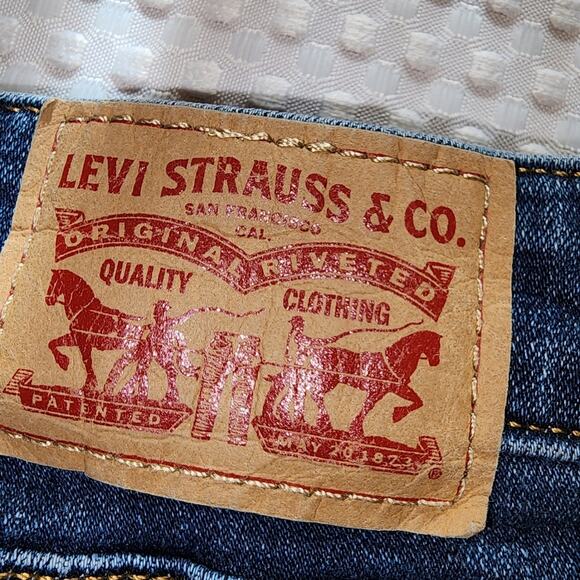 LEVI STRAUSS & CO.
SAN FRANCISCO
CAL.
ORIGINAL RIVETED
QUALITY CLOTHING
PATENTED MAY 20 1873
®